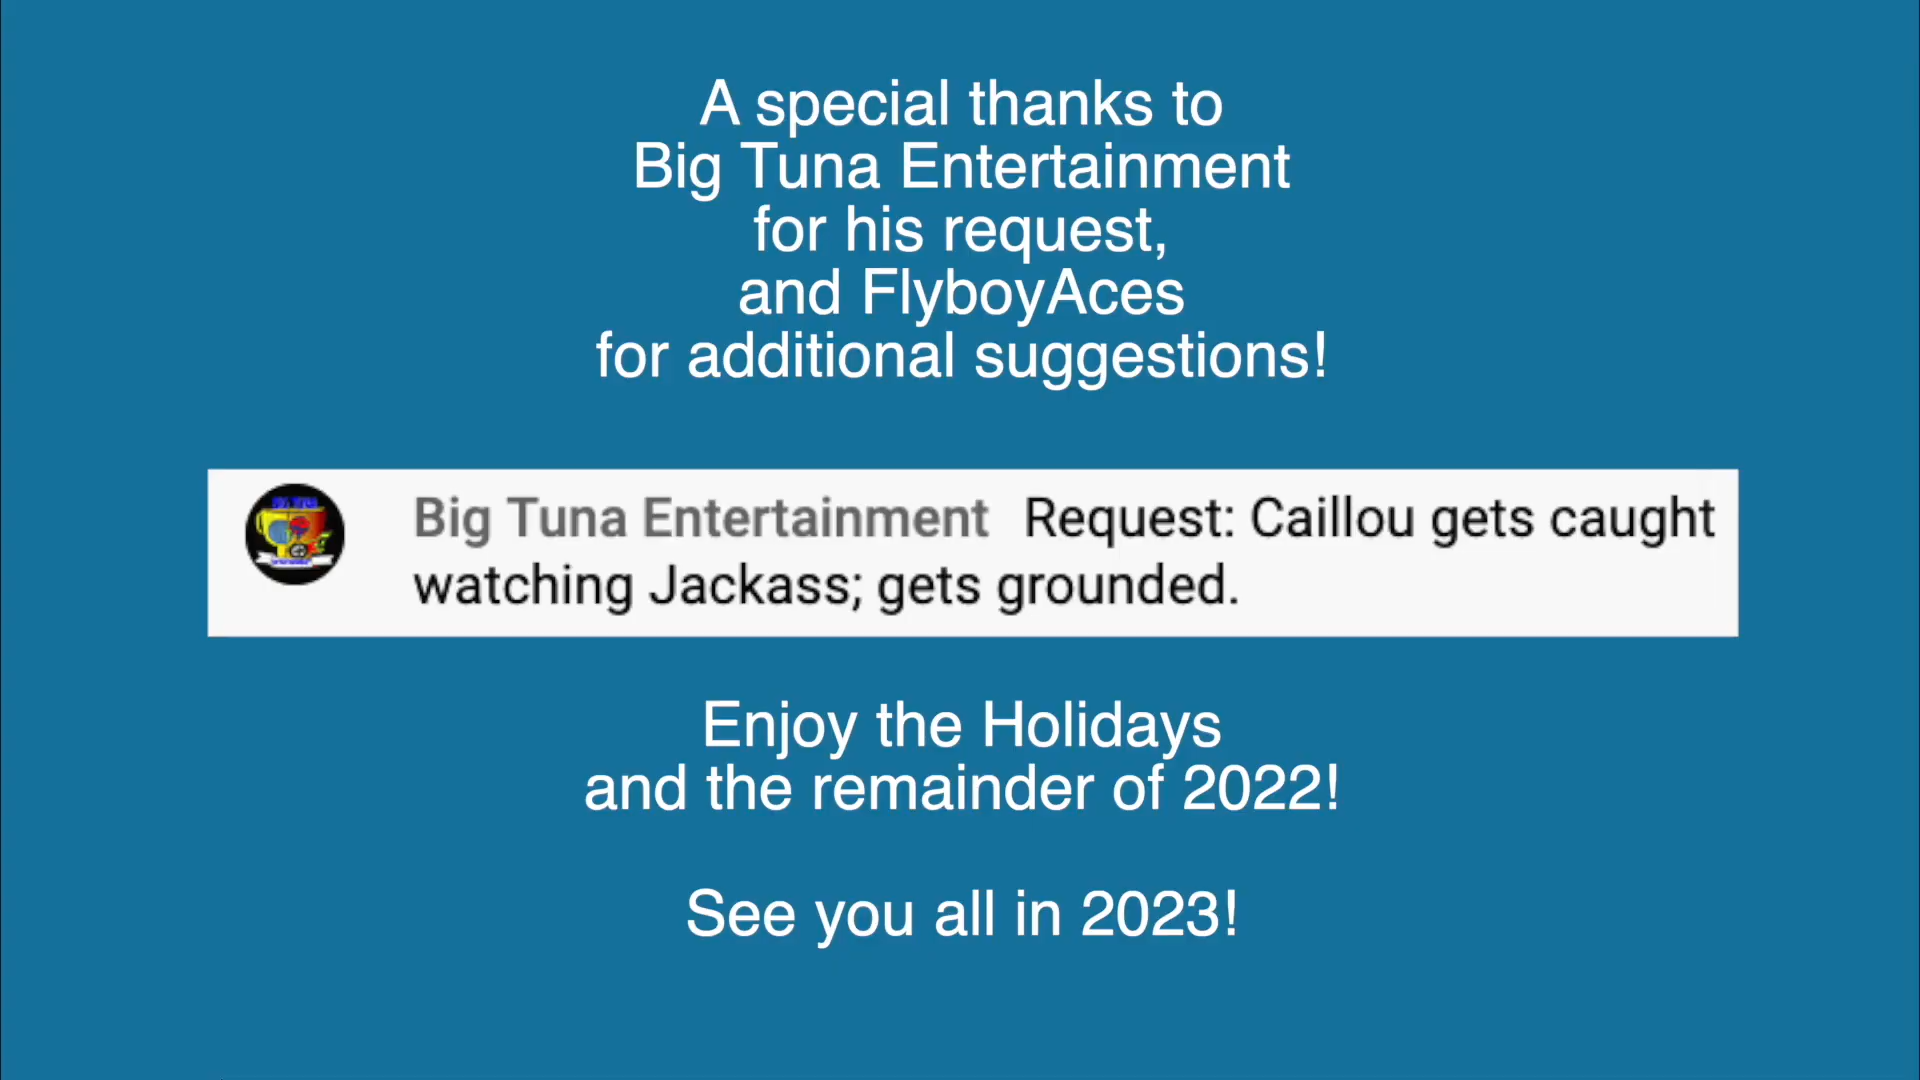 A special thanks to
Big Tuna Entertainment
for his request,
and FlyboyAces
for additional suggestions!
Big Tuna Entertainment Request: Caillou gets caught
watching Jackass; gets grounded.
Enjoy the Holidays
and the remainder of 2022!
See you all in 2023!